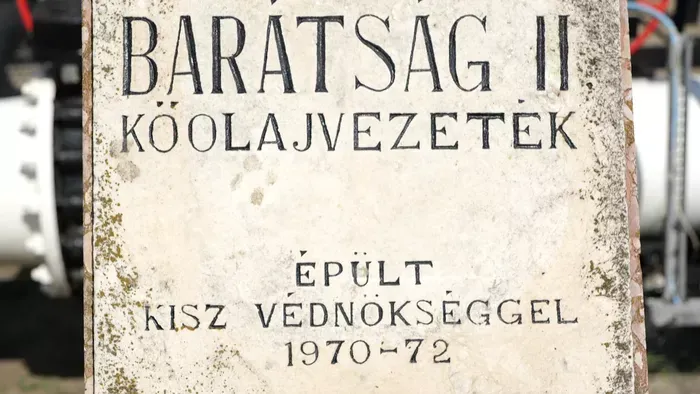 BARÁTSÁG II
KŐOLAJVEZETÉK
ÉPÜLT
KISZ VÉDNÖKSÉGGEL
1970-72